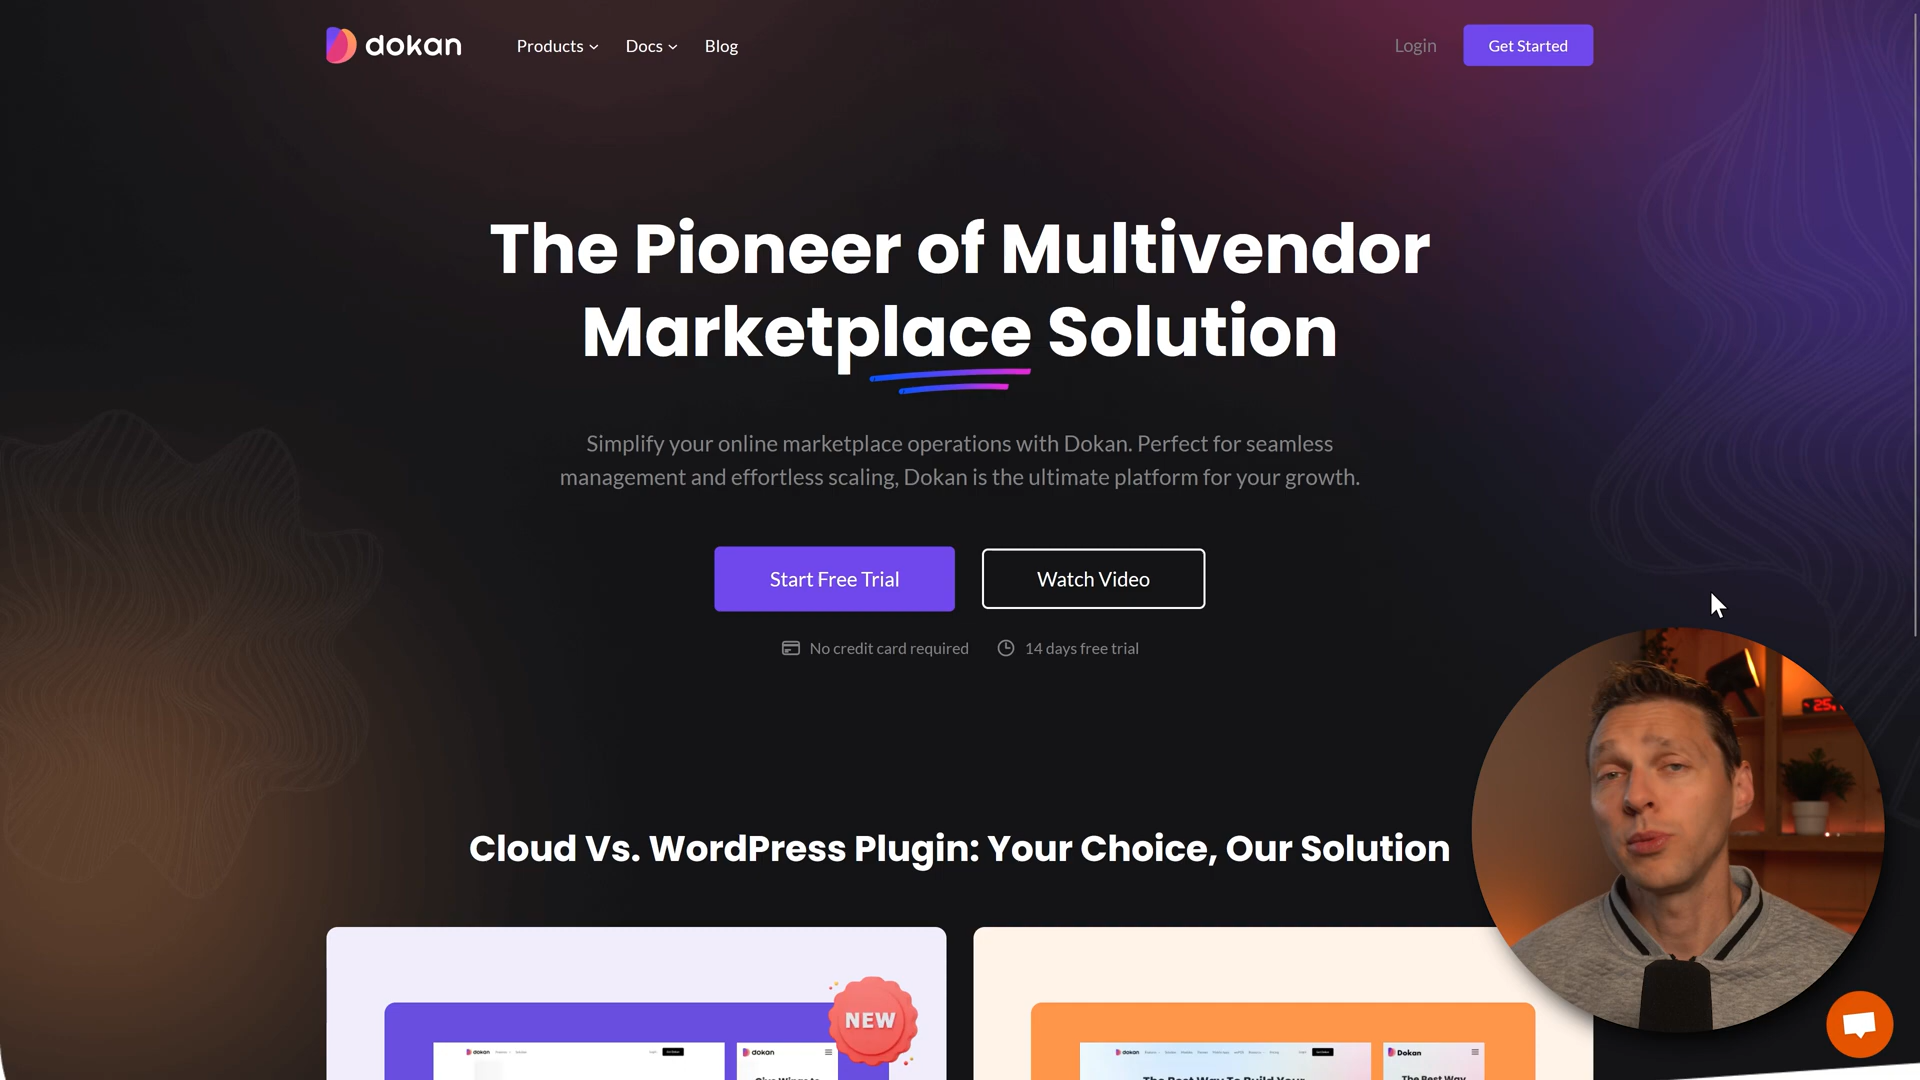 dokan
Products
Docs
Blog
Login
Get Started
The Pioneer of Multivendor
Marketplace Solution
Simplify your online marketplace operations with Dokan. Perfect for seamless
management and effortless scaling, Dokan is the ultimate platform for your growth.
Start Free Trial
Watch Video
No credit card required
14 days free trial
Cloud Vs. WordPress Plugin: Your Choice, Our Solution
NEW
dokan
dokan
dokan
Dokan